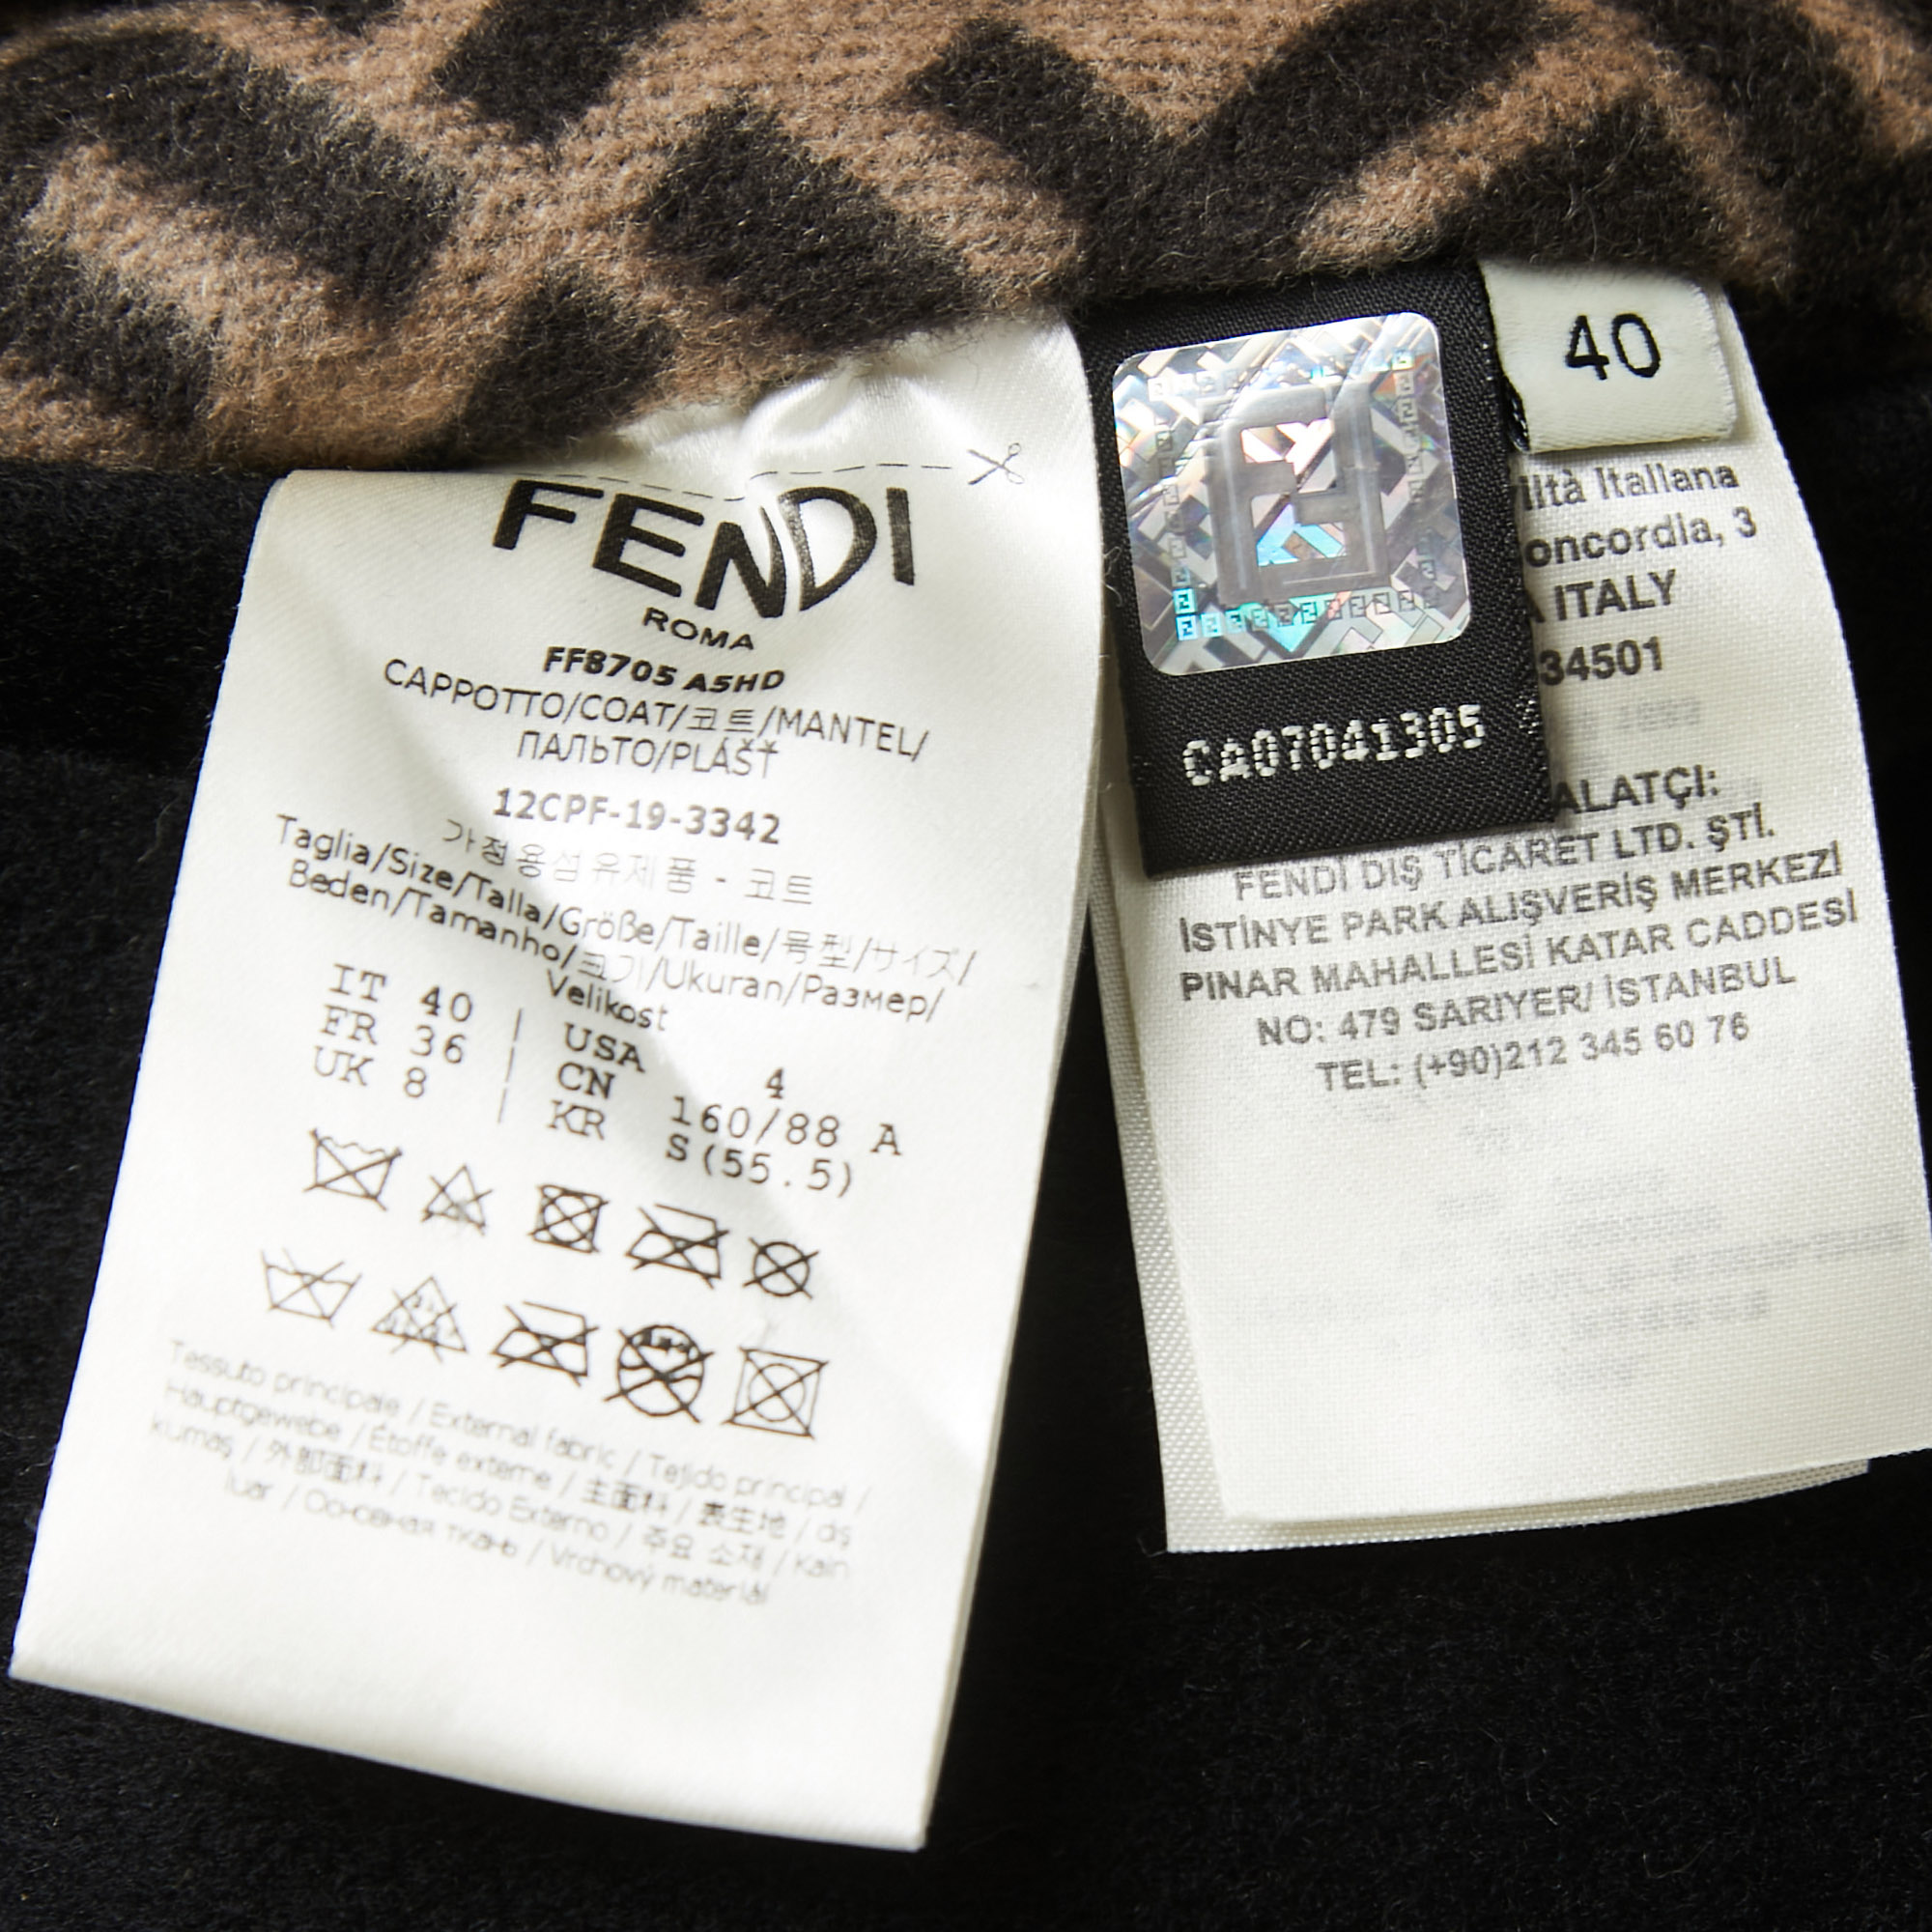 FENDI
ROMA
FF8705 A5HD
CAPPOTTO/COAT/코트/MANTEL/
ПАЛЬТО/PLÁŠŤ
12CPF-19-3342
가정용섬유제품 - 코트
Taglia/Size/Talla/Größe/Taille/号型/サイズ/
Beden/Tamanho/크기/Ukuran/Размер/
Velikost
IT 40 | USA 4
FR 36 | CN 160/88 A
UK 8 | KR S(55.5)
Tessuto principale / External fabric / Tejido principal /
Hauptgewebe / Étoffe externe / 主面料 / 表生地 / dış
kumaş / 外部面料 / Tecido Externo / 주요 소재 / Kain
luar / Основная ткань / Vrchový materiál
CA07041305
40
iltà Italiana
oncordia, 3
A ITALY
34501
ALATÇI:
FENDİ DIŞ TİCARET LTD. ŞTİ.
İSTİNYE PARK ALIŞVERİŞ MERKEZİ
PINAR MAHALLESİ KATAR CADDESİ
NO: 479 SARIYER/ İSTANBUL
TEL: (+90)212 345 60 76